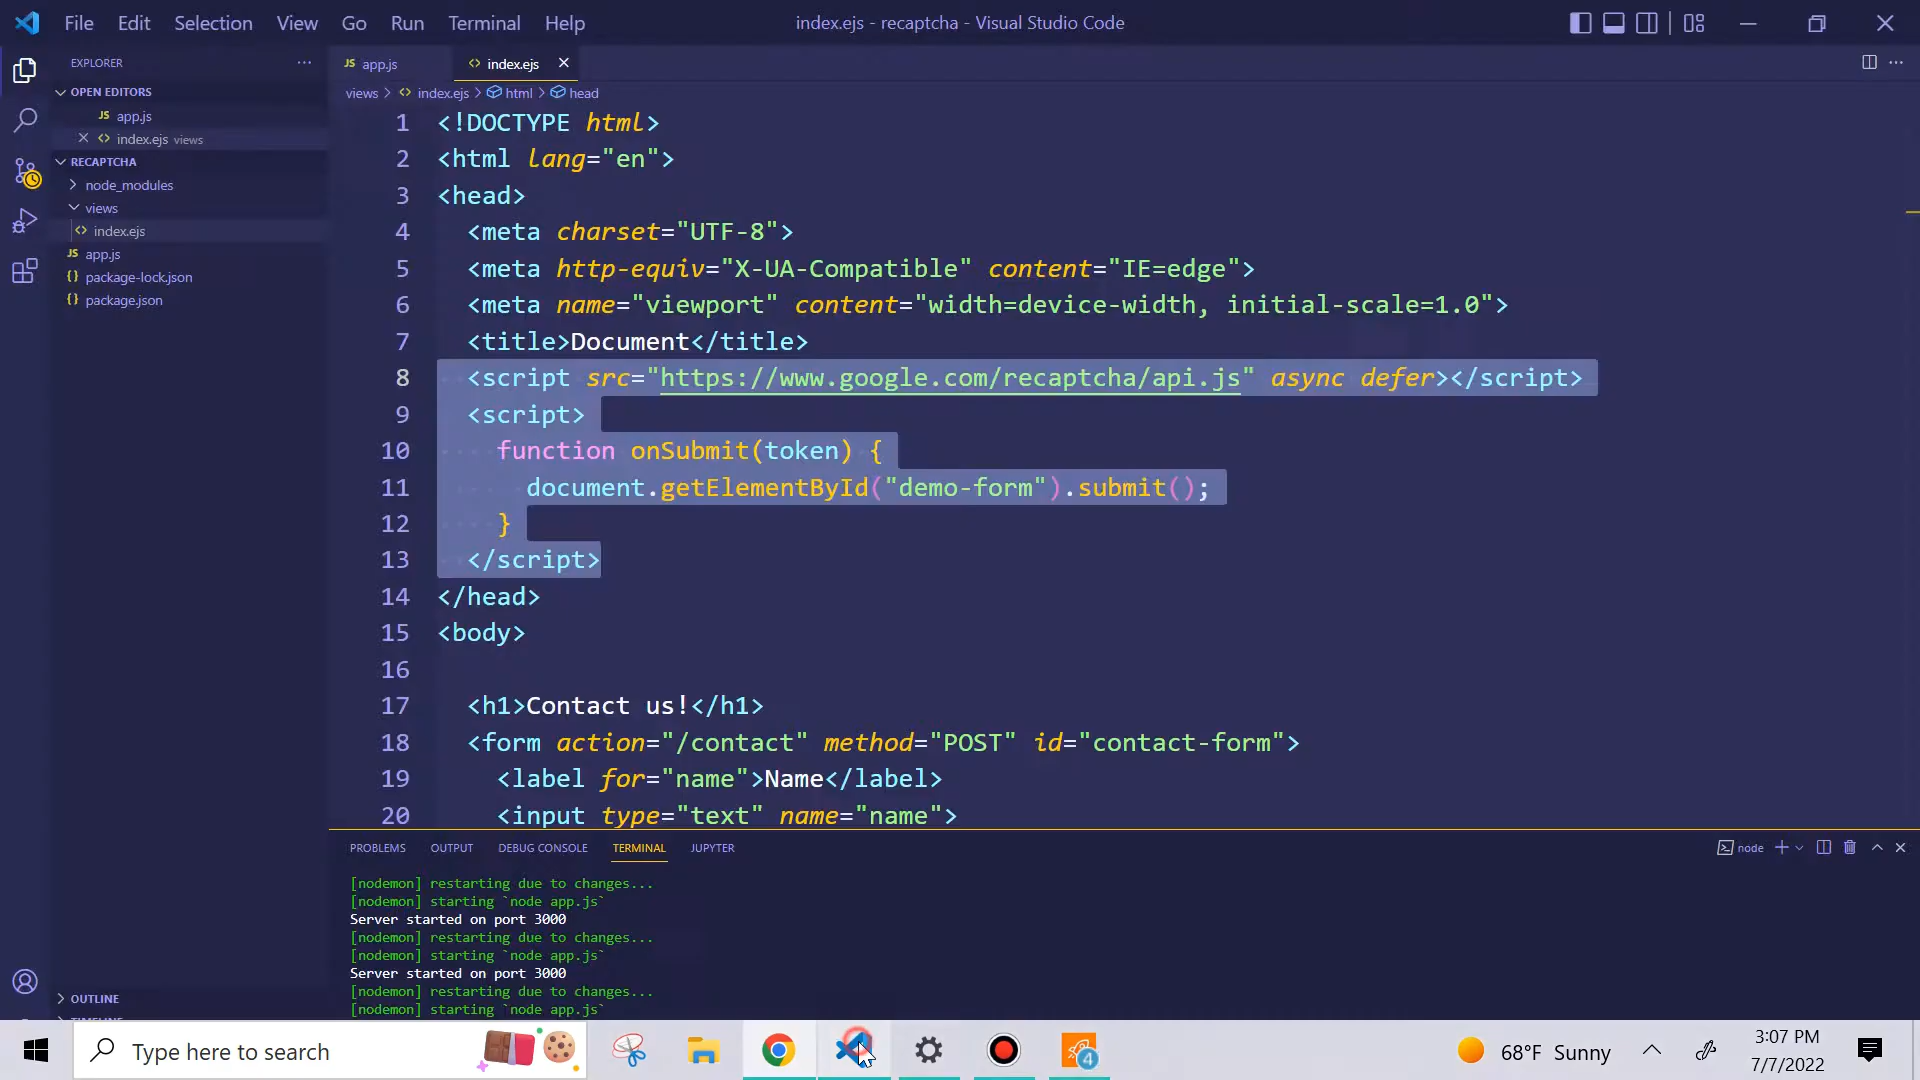 File Edit Selection View Go Run Terminal Help
index.ejs - recaptcha - Visual Studio Code
EXPLORER
OPEN EDITORS
JS app.js
<> index.ejs views
RECAPTCHA
node_modules
views
<> index.ejs
JS app.js
{} package-lock.json
{} package.json
OUTLINE
JS app.js
<> index.ejs
views > <> index.ejs > html > head
1 <!DOCTYPE html>
2 <html lang="en">
3 <head>
4 <meta charset="UTF-8">
5 <meta http-equiv="X-UA-Compatible" content="IE=edge">
6 <meta name="viewport" content="width=device-width, initial-scale=1.0">
7 <title>Document</title>
8 <script src="https://www.google.com/recaptcha/api.js" async defer></script>
9 <script>
10 function onSubmit(token) {
11 document.getElementById("demo-form").submit();
12 }
13 </script>
14 </head>
15 <body>
16
17 <h1>Contact us!</h1>
18 <form action="/contact" method="POST" id="contact-form">
19 <label for="name">Name</label>
20 <input type="text" name="name">
PROBLEMS OUTPUT DEBUG CONSOLE TERMINAL JUPYTER
node
[nodemon] restarting due to changes...
[nodemon] starting `node app.js`
Server started on port 3000
[nodemon] restarting due to changes...
[nodemon] starting `node app.js`
Server started on port 3000
[nodemon] restarting due to changes...
[nodemon] starting `node app.js`
Type here to search
4
68°F Sunny
3:07 PM
7/7/2022